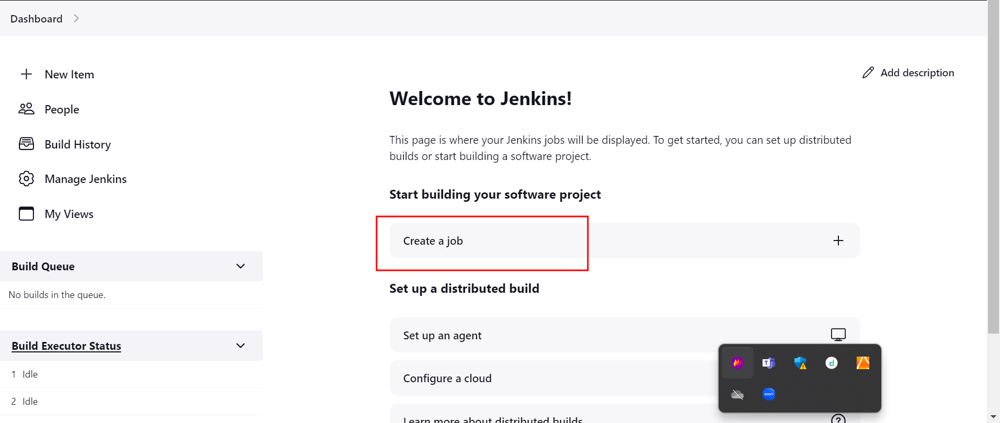 Dashboard
New Item
People
Build History
Manage Jenkins
My Views
Build Queue
No builds in the queue.
Build Executor Status
1 Idle
2 Idle
Add description
Welcome to Jenkins!
This page is where your Jenkins jobs will be displayed. To get started, you can set up distributed
builds or start building a software project.
Start building your software project
Create a job
Set up a distributed build
Set up an agent
Configure a cloud
Learn more about distributed builds
T
d
zoom